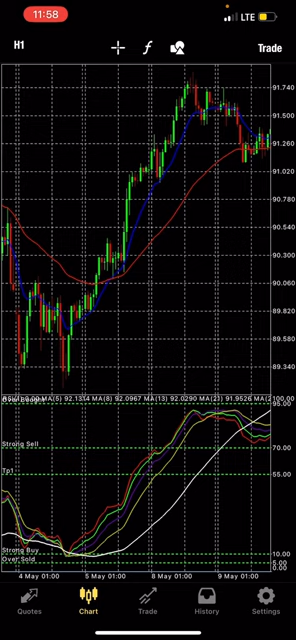 11:58
LTE
H1
Trade
91.740
91.500
91.260
91.020
90.780
90.540
90.300
90.060
89.820
89.580
89.340
MA(5) 92.1314 MA(8) 92.0967 MA(13) 92.0290 MA(21) 91.9526 MA(
100.00
95.00
Strong Sell
70.00
Tp1
55.00
Strong Buy
10.00
Over Sold
5.00
0.00
4 May 01:00 5 May 01:00 8 May 01:00 9 May 01:00
Quotes Chart Trade History Settings